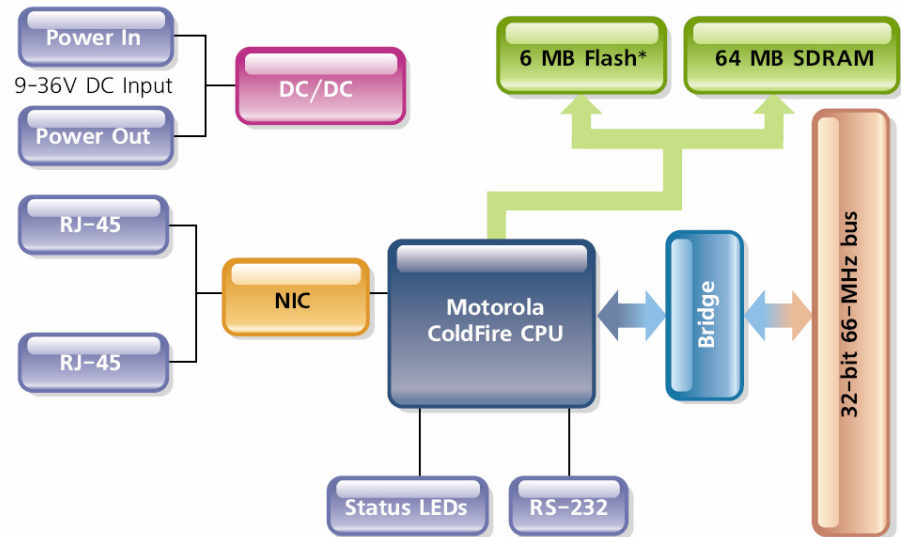 Power In
9-36V DC Input
Power Out
DC/DC
6 MB Flash*
64 MB SDRAM
RJ-45
RJ-45
NIC
Motorola
ColdFire CPU
Bridge
32-bit 66-MHz bus
Status LEDs
RS-232